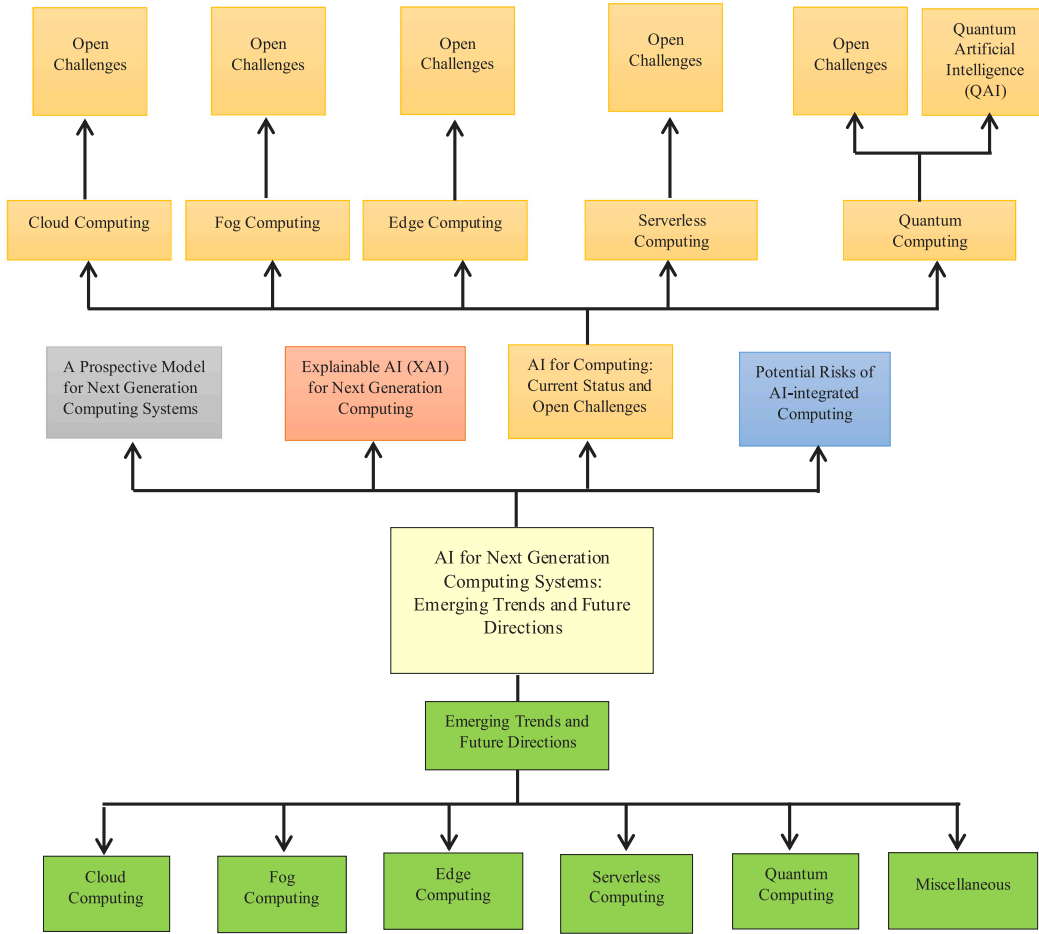 Open
Challenges
Open
Challenges
Open
Challenges
Open
Challenges
Open
Challenges
Quantum
Artificial
Intelligence
(QAI)
Cloud Computing
Fog Computing
Edge Computing
Serverless
Computing
Quantum
Computing
A Prospective Model
for Next Generation
Computing Systems
Explainable AI (XAI)
for Next Generation
Computing
AI for Computing:
Current Status and
Open Challenges
Potential Risks of
AI-integrated
Computing
AI for Next Generation
Computing Systems:
Emerging Trends and Future
Directions
Emerging Trends and
Future Directions
Cloud
Computing
Fog
Computing
Edge
Computing
Serverless
Computing
Quantum
Computing
Miscellaneous